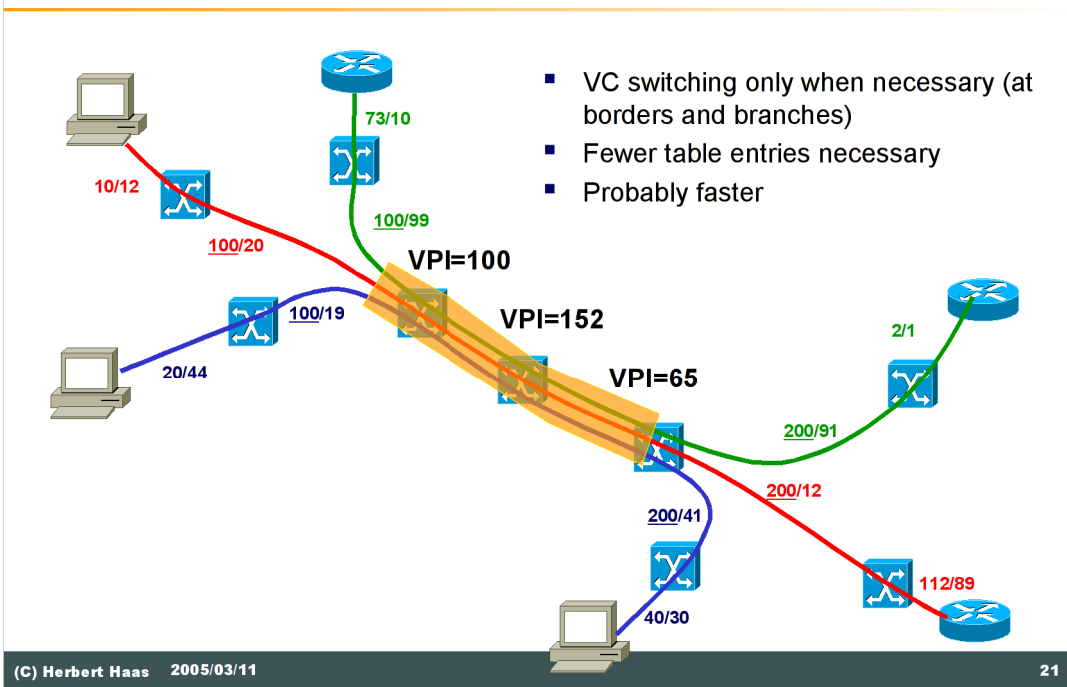 VC switching only when necessary (at
borders and branches)
Fewer table entries necessary
Probably faster
73/10
10/12
100/99
100/20
VPI=100
100/19
VPI=152
2/1
20/44
VPI=65
200/91
200/12
200/41
112/89
40/30
(C) Herbert Haas 2005/03/11
21